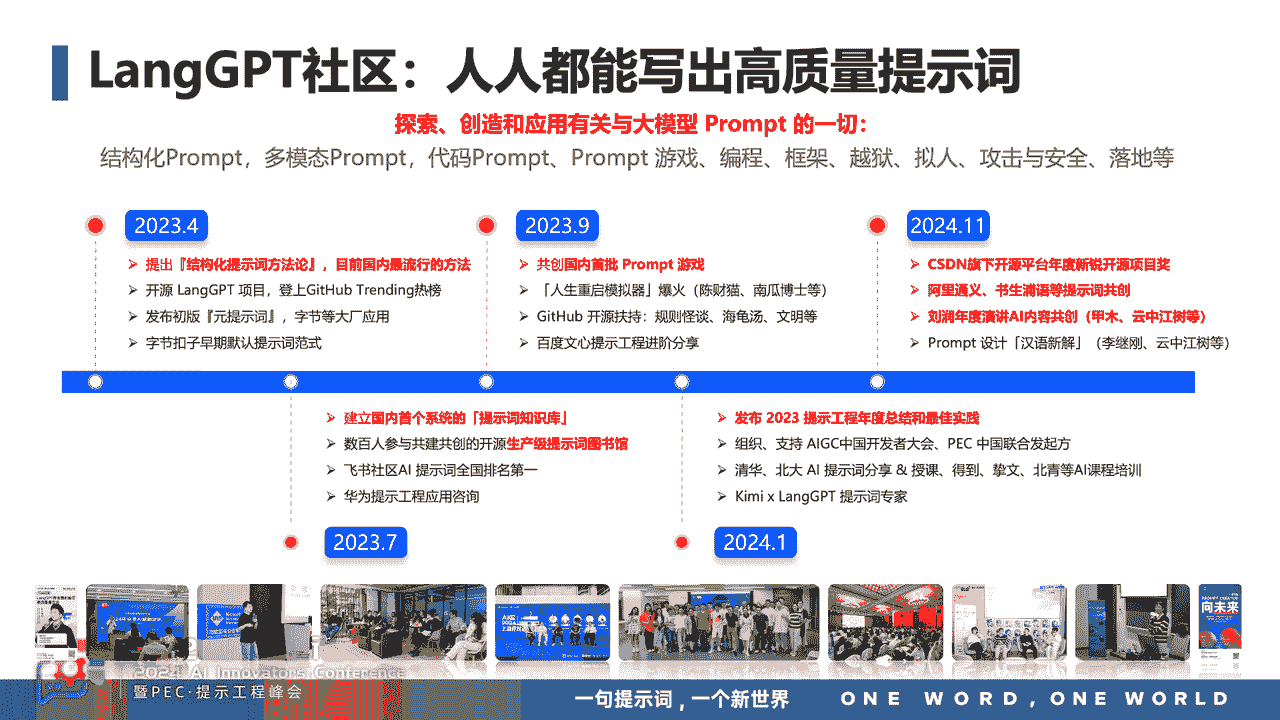 LangGPT社区：人人都能写出高质量提示词
探索、创造和应用有关与大模型 Prompt 的一切：
结构化Prompt，多模态Prompt，代码Prompt、Prompt 游戏、编程、框架、越狱、拟人、攻击与安全、落地等
2023.4
提出『结构化提示词方法论』，目前国内最流行的方法
开源 LangGPT 项目，登上GitHub Trending热榜
发布初版『元提示词』，字节等大厂应用
字节扣子早期默认提示词范式
2023.9
共创国内首批 Prompt 游戏
「人生重启模拟器」爆火（陈财猫、南瓜博士等）
GitHub 开源扶持：规则怪谈、海龟汤、文明等
百度文心提示工程进阶分享
2024.11
CSDN旗下开源平台年度新锐开源项目奖
阿里通义、书生浦语等提示词共创
刘润年度演讲AI内容共创（甲木、云中江树等）
Prompt 设计「汉语新解」（李继刚、云中江树等）
建立国内首个系统的「提示词知识库」
数百人参与共建共创的开源生产级提示词图书馆
飞书社区AI 提示词全国排名第一
华为提示工程应用咨询
2023.7
发布 2023 提示工程年度总结和最佳实践
组织、支持 AIGC中国开发者大会、PEC 中国联合发起方
清华、北大 AI 提示词分享 & 授课、得到、挚文、北青等AI课程培训
Kimi x LangGPT 提示词专家
2024.1
向未来
2024 AI Innovators Conference
暨PEC·提示工程峰会
一句提示词，一个新世界
ONE WORD, ONE WORLD